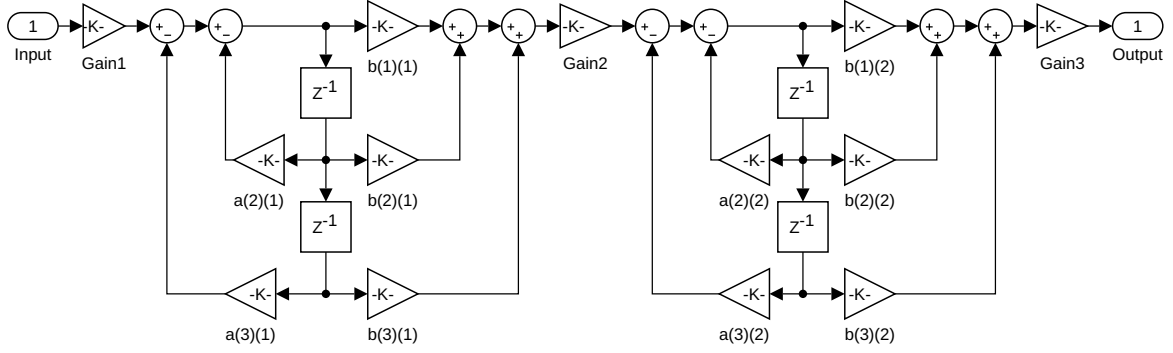 1
Input
-K-
Gain1
+
−
+
−
-K-
b(1)(1)
+
+
+
+
-K-
Gain2
+
−
+
−
-K-
b(1)(2)
+
+
+
+
-K-
Gain3
1
Output
Z-1
Z-1
-K-
a(2)(1)
-K-
b(2)(1)
-K-
a(2)(2)
-K-
b(2)(2)
Z-1
Z-1
-K-
a(3)(1)
-K-
b(3)(1)
-K-
a(3)(2)
-K-
b(3)(2)